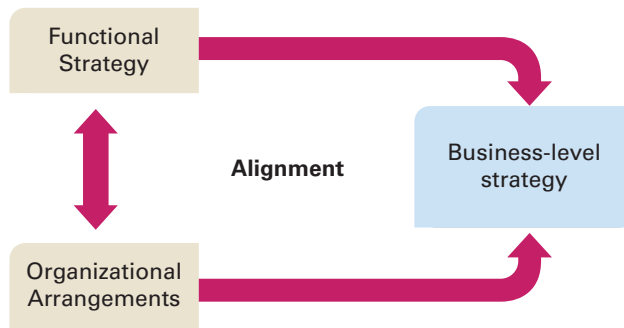 Functional
Strategy
Alignment
Business-level
strategy
Organizational
Arrangements